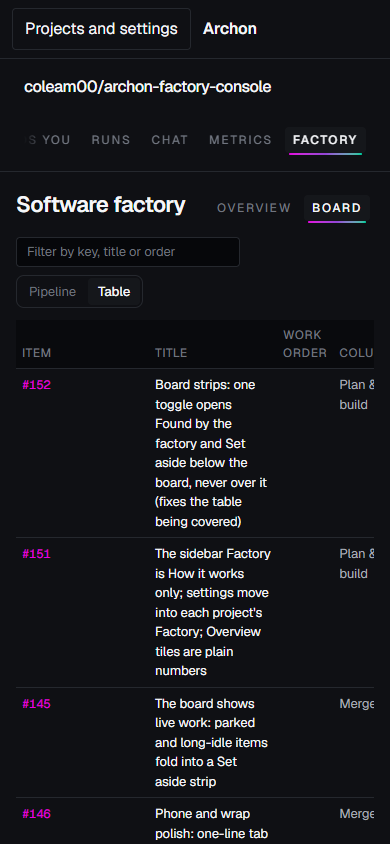 Projects and settings Archon
coleam00/archon-factory-console
YOU RUNS CHAT METRICS FACTORY
Software factory OVERVIEW BOARD
Filter by key, title or order
Pipeline Table
WORK
ITEM TITLE ORDER COLU
#152 Board strips: one Plan &
toggle opens build
Found by the
factory and Set
aside below the
board, never over it
(fixes the table
being covered)
#151 The sidebar Factory Plan &
is How it works build
only; settings move
into each project's
Factory; Overview
tiles are plain
numbers
#145 The board shows Merge
live work: parked
and long-idle items
fold into a Set
aside strip
#146 Phone and wrap Merge
polish: one-line tab